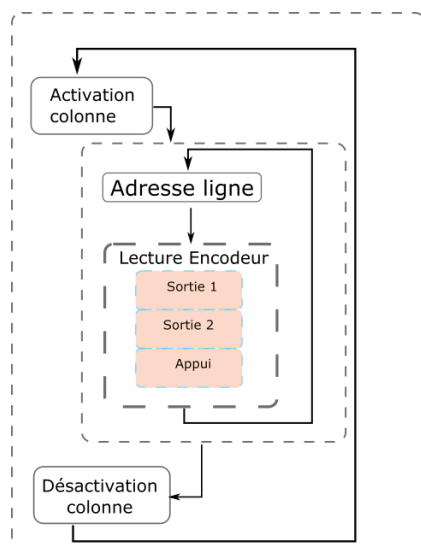 Activation
colonne
Adresse ligne
Lecture Encodeur
Sortie 1
Sortie 2
Appui
Désactivation
colonne